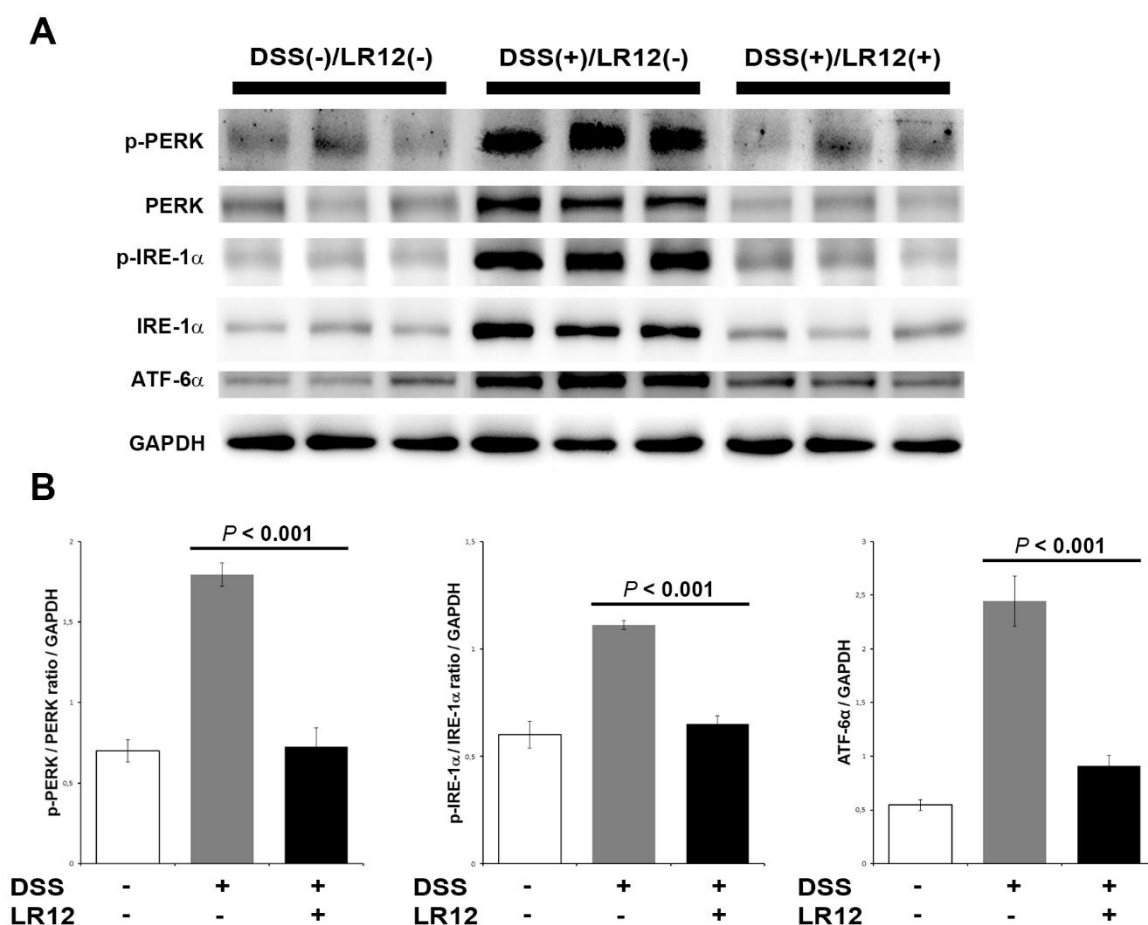 A
DSS(-)/LR12(-) DSS(+)/LR12(-) DSS(+)/LR12(+)
p-PERK
PERK
p-IRE-1α
IRE-1α
ATF-6α
GAPDH
B
p-PERK / PERK ratio / GAPDH
2
1,5
1
0,5
0
P < 0.001
DSS - + +
LR12 - - +
p-IRE-1α / IRE-1α ratio / GAPDH
1,5
1
0,5
0
P < 0.001
DSS - + +
LR12 - - +
ATF-6α / GAPDH
3
2,5
2
1,5
1
0,5
0
P < 0.001
DSS - + +
LR12 - - +